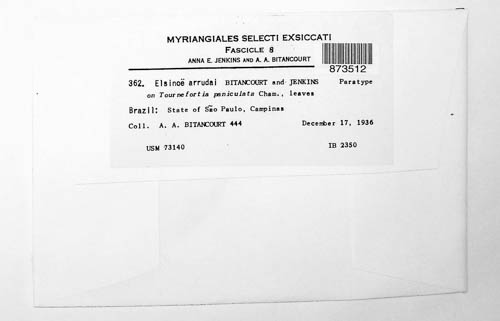 MYRIANGIALES SELECTI EXSICCATI
FASCICLE 8
ANNA E. JENKINS AND A. A. BITANCOURT
873512
362. Elsinoë arrudai BITANCOURT and JENKINS Paratype
on Tournefortia paniculata Cham., leaves
Brazil: State of São Paulo, Campinas
Coll. A. A. BITANCOURT 444 December 17, 1936
USM 73140 IB 2350